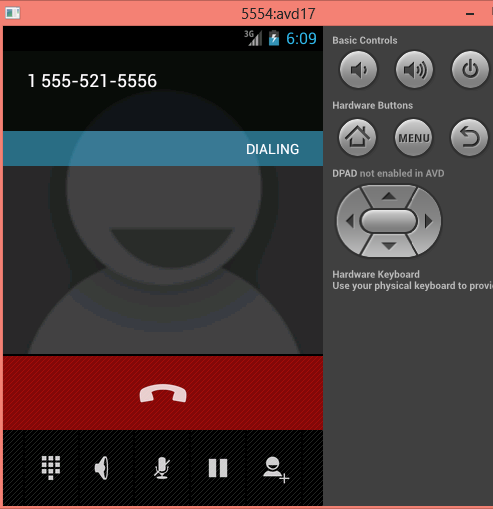 5554:avd17
3G 6:09
1 555-521-5556
DIALING
Basic Controls
Hardware Buttons
MENU
DPAD not enabled in AVD
Hardware Keyboard
Use your physical keyboard to provi